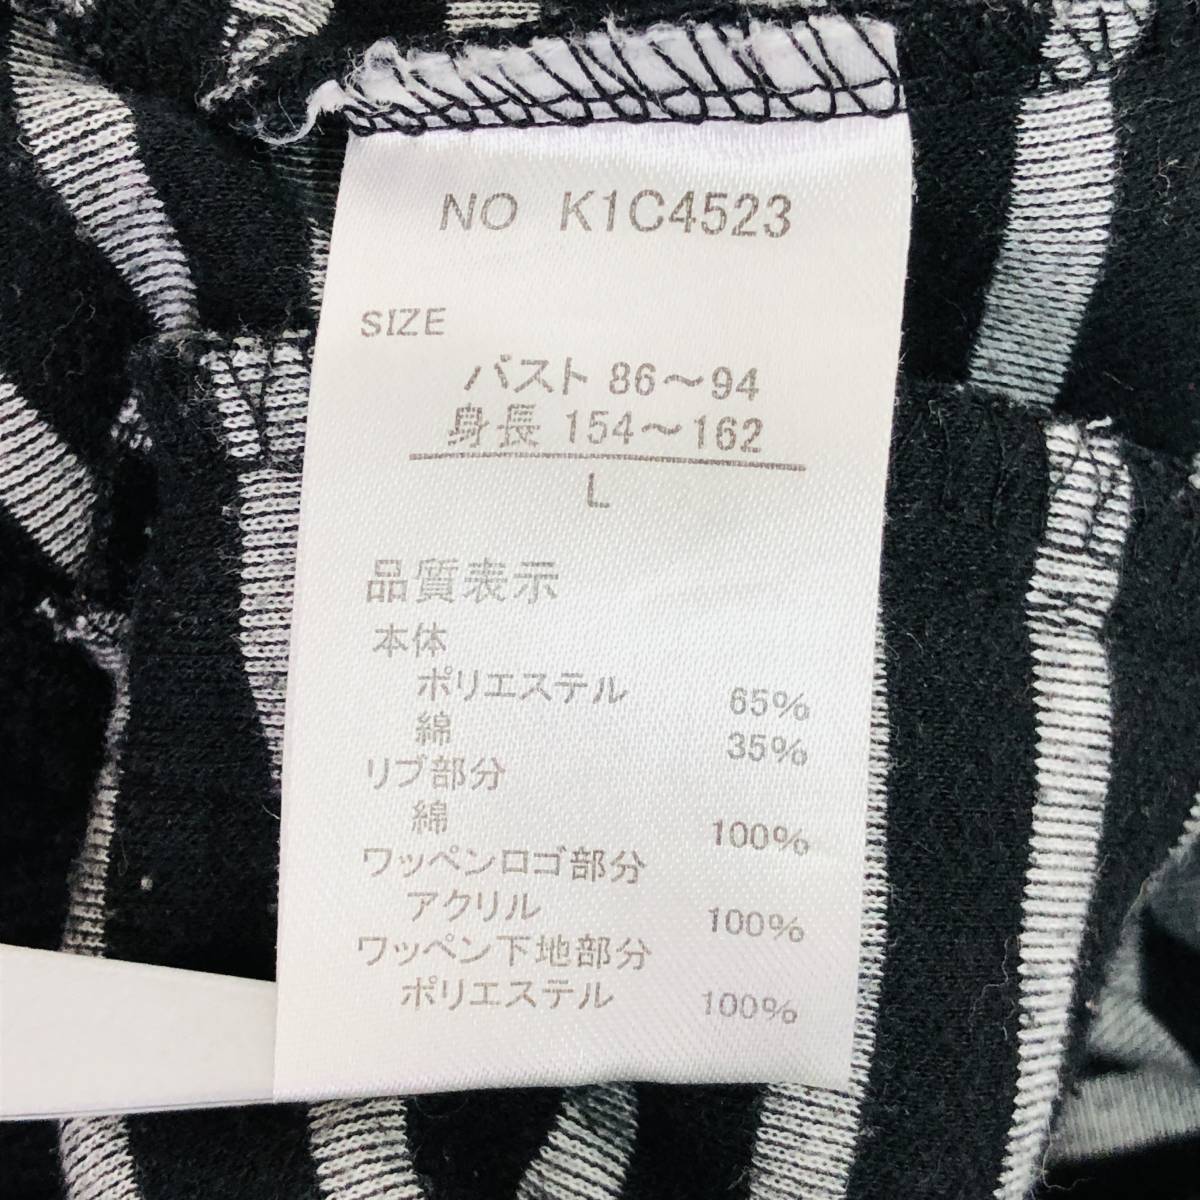 NO K1C4523
SIZE
バスト 86～94
身長 154～162
L
品質表示
本体
ポリエステル 65%
綿 35%
リブ部分
綿 100%
ワッペンロゴ部分
アクリル 100%
ワッペン下地部分
ポリエステル 100%